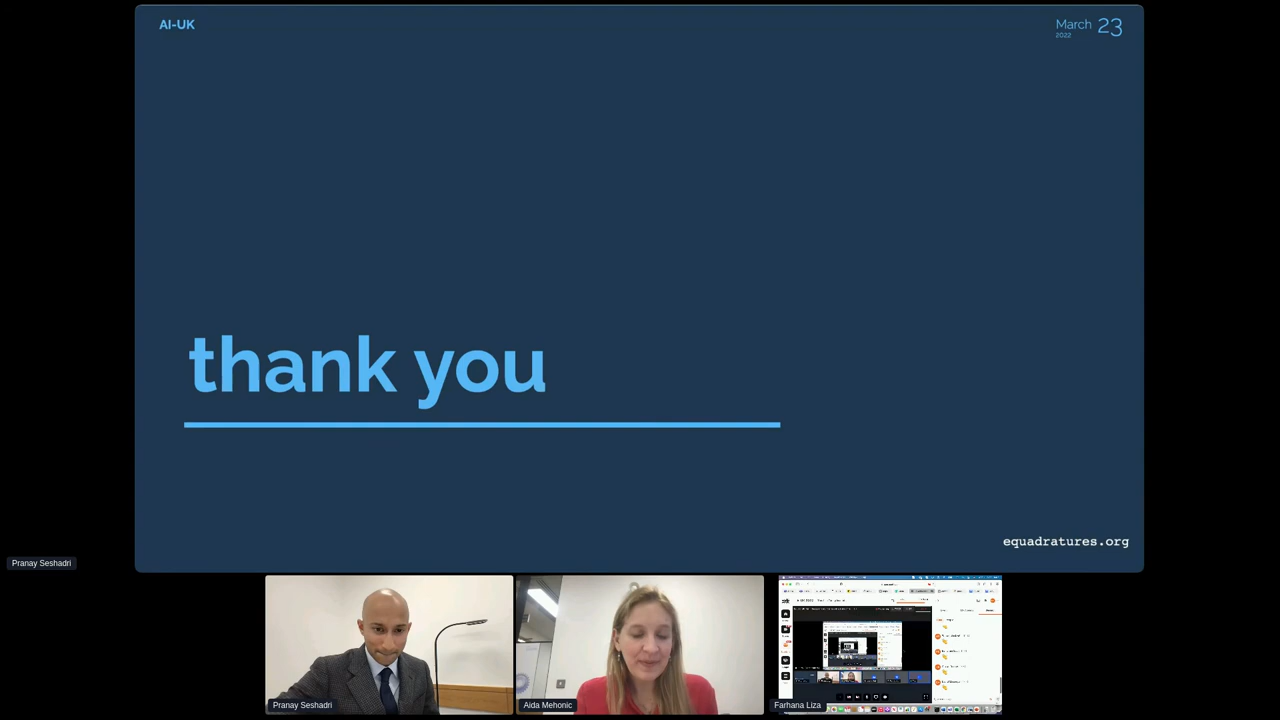 AI-UK
March 23
2022
thank you
equadratures.org
Pranay Seshadri
Pranay Seshadri
Aida Mehonic
Farhana Liza